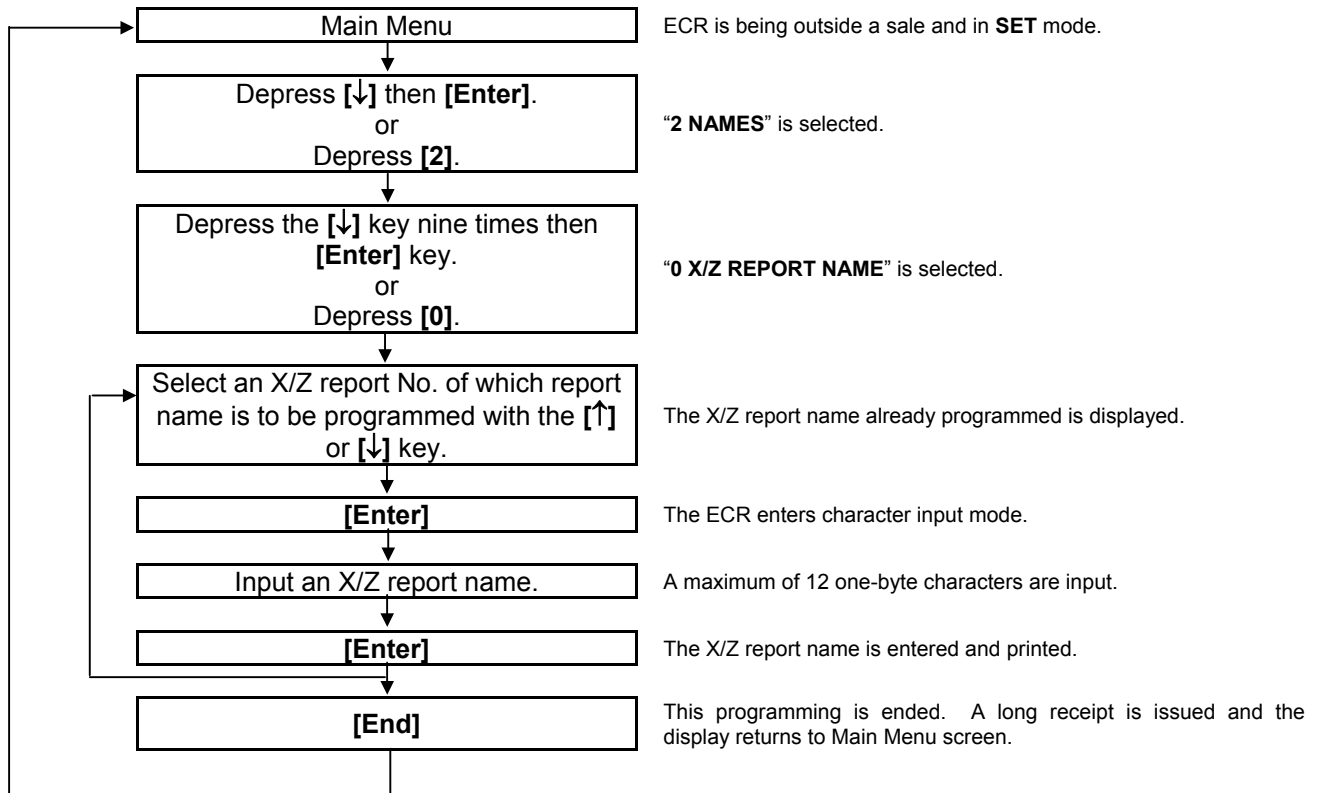 Main Menu
ECR is being outside a sale and in SET mode.
Depress [↓] then [Enter].
or
Depress [2].
“2 NAMES” is selected.
Depress the [↓] key nine times then
[Enter] key.
or
Depress [0].
“0 X/Z REPORT NAME” is selected.
Select an X/Z report No. of which report
name is to be programmed with the [↑]
or [↓] key.
The X/Z report name already programmed is displayed.
[Enter]
The ECR enters character input mode.
Input an X/Z report name.
A maximum of 12 one-byte characters are input.
[Enter]
The X/Z report name is entered and printed.
[End]
This programming is ended. A long receipt is issued and the
display returns to Main Menu screen.